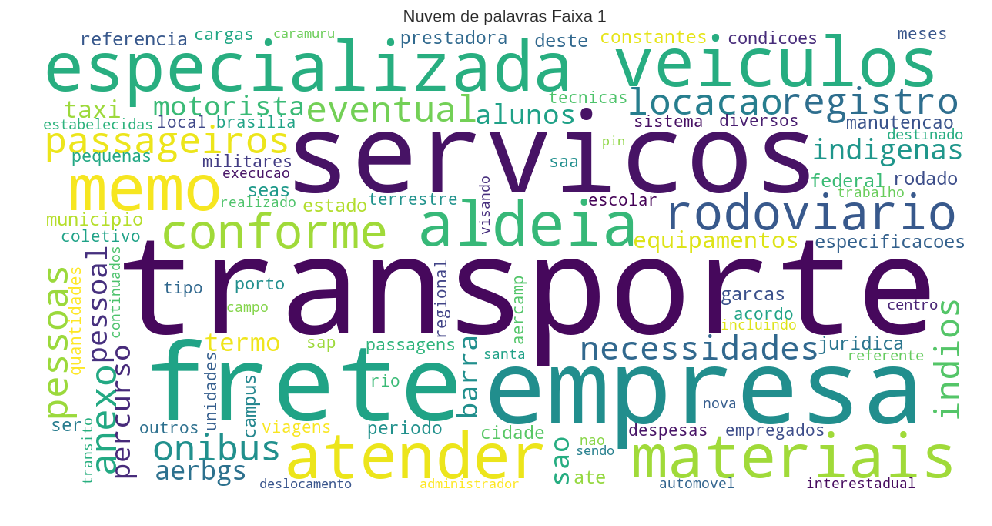 Nuvem de palavras Faixa 1
referencia cargas caramuru prestadora deste constantes condicoes meses
especializada veiculos
taxi motorista eventual alunos tecnicas locacao registro
estabelecidas local brasilia sistema diversos manutencao
passageiros servicos pin destinado
pequenas militares saa indigenas
memo execucao seas realizado estado terrestre visando escolar federal rodado trabalho
municipio conforme aldeia rodoviario
coletivo equipamentos especificacoes
transporte
pessoas quantidades continuados pessoal tipo porto regional aercamp garcas centro indios
campo acordo
termo sap passagens incluindo
frete santa necessidades juridica
anexo percurso unidades campus rio barra empresa referente
nova
ser outros viagens periodo cidade nao despesas empregados
transito onibus atender sao sendo materiais
aerbgs ate
deslocamento administrador automovel interestadual